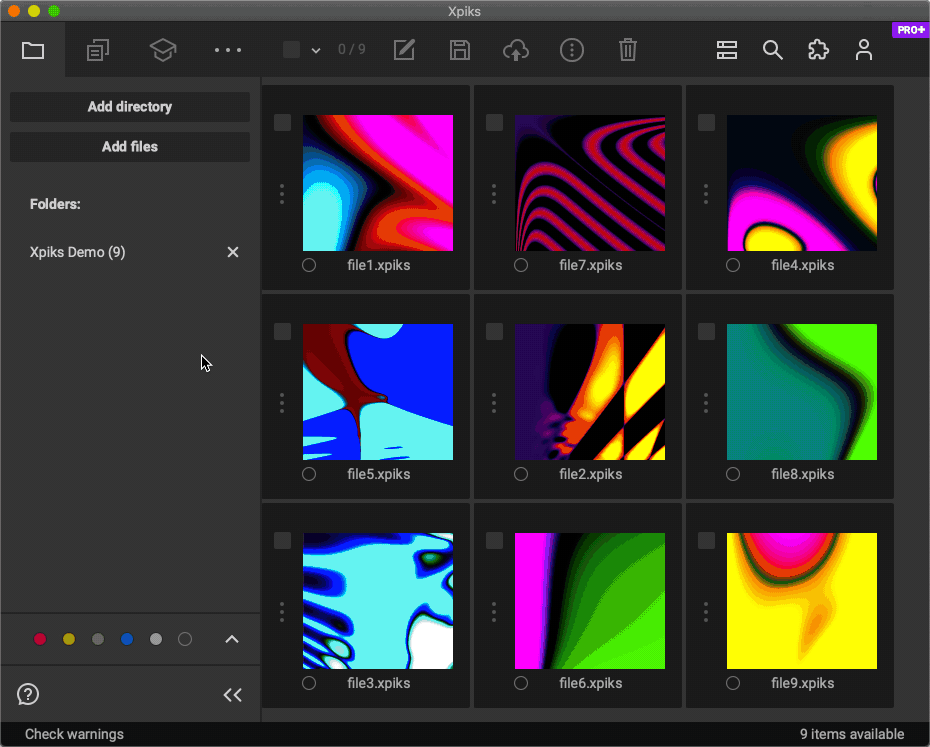 Xpiks
PRO+
0 / 9
Add directory
Add files
Folders:
Xpiks Demo (9)
file1.xpiks
file7.xpiks
file4.xpiks
file5.xpiks
file2.xpiks
file8.xpiks
file3.xpiks
file6.xpiks
file9.xpiks
Check warnings
9 items available